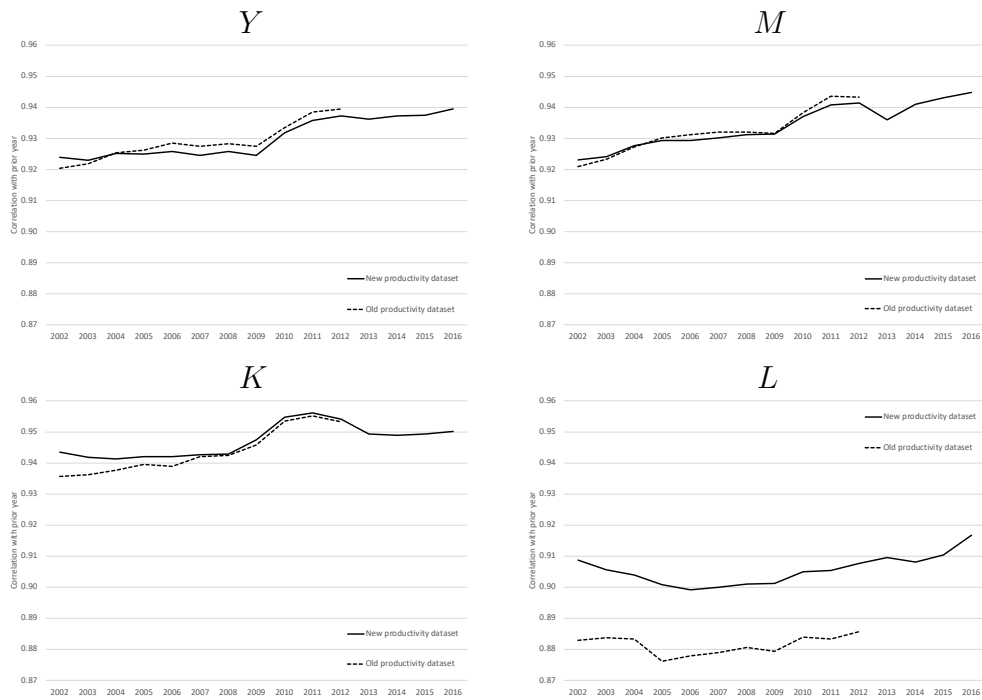 Y
0.96
0.95
0.94
0.93
0.92
0.91
0.90
0.89
0.88
0.87
Correlation with prior year
New productivity dataset
Old productivity dataset
2002 2003 2004 2005 2006 2007 2008 2009 2010 2011 2012 2013 2014 2015 2016
M
0.96
0.95
0.94
0.93
0.92
0.91
0.90
0.89
0.88
0.87
Correlation with prior year
New productivity dataset
Old productivity dataset
2002 2003 2004 2005 2006 2007 2008 2009 2010 2011 2012 2013 2014 2015 2016
K
0.96
0.95
0.94
0.93
0.92
0.91
0.90
0.89
0.88
0.87
Correlation with prior year
New productivity dataset
Old productivity dataset
2002 2003 2004 2005 2006 2007 2008 2009 2010 2011 2012 2013 2014 2015 2016
L
0.96
0.95
0.94
0.93
0.92
0.91
0.90
0.89
0.88
0.87
Correlation with prior year
New productivity dataset
Old productivity dataset
2002 2003 2004 2005 2006 2007 2008 2009 2010 2011 2012 2013 2014 2015 2016